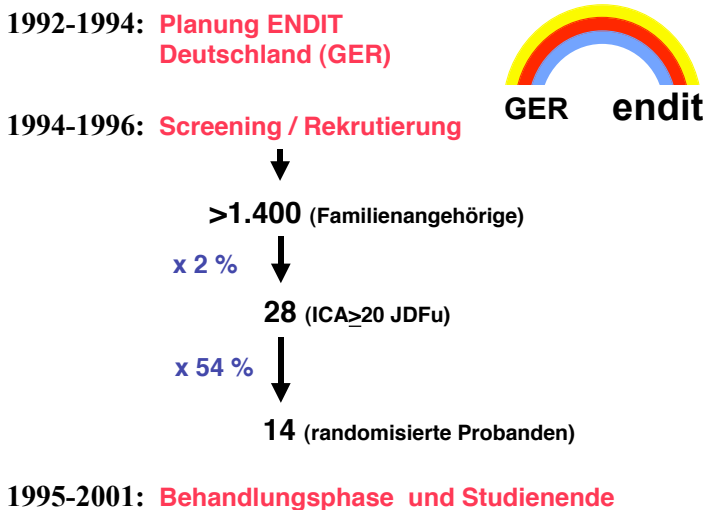 1992-1994: Planung ENDIT
Deutschland (GER)
GER endit
1994-1996: Screening / Rekrutierung
>1.400 (Familienangehörige)
x 2 %
28 (ICA≥20 JDFu)
x 54 %
14 (randomisierte Probanden)
1995-2001: Behandlungsphase und Studienende